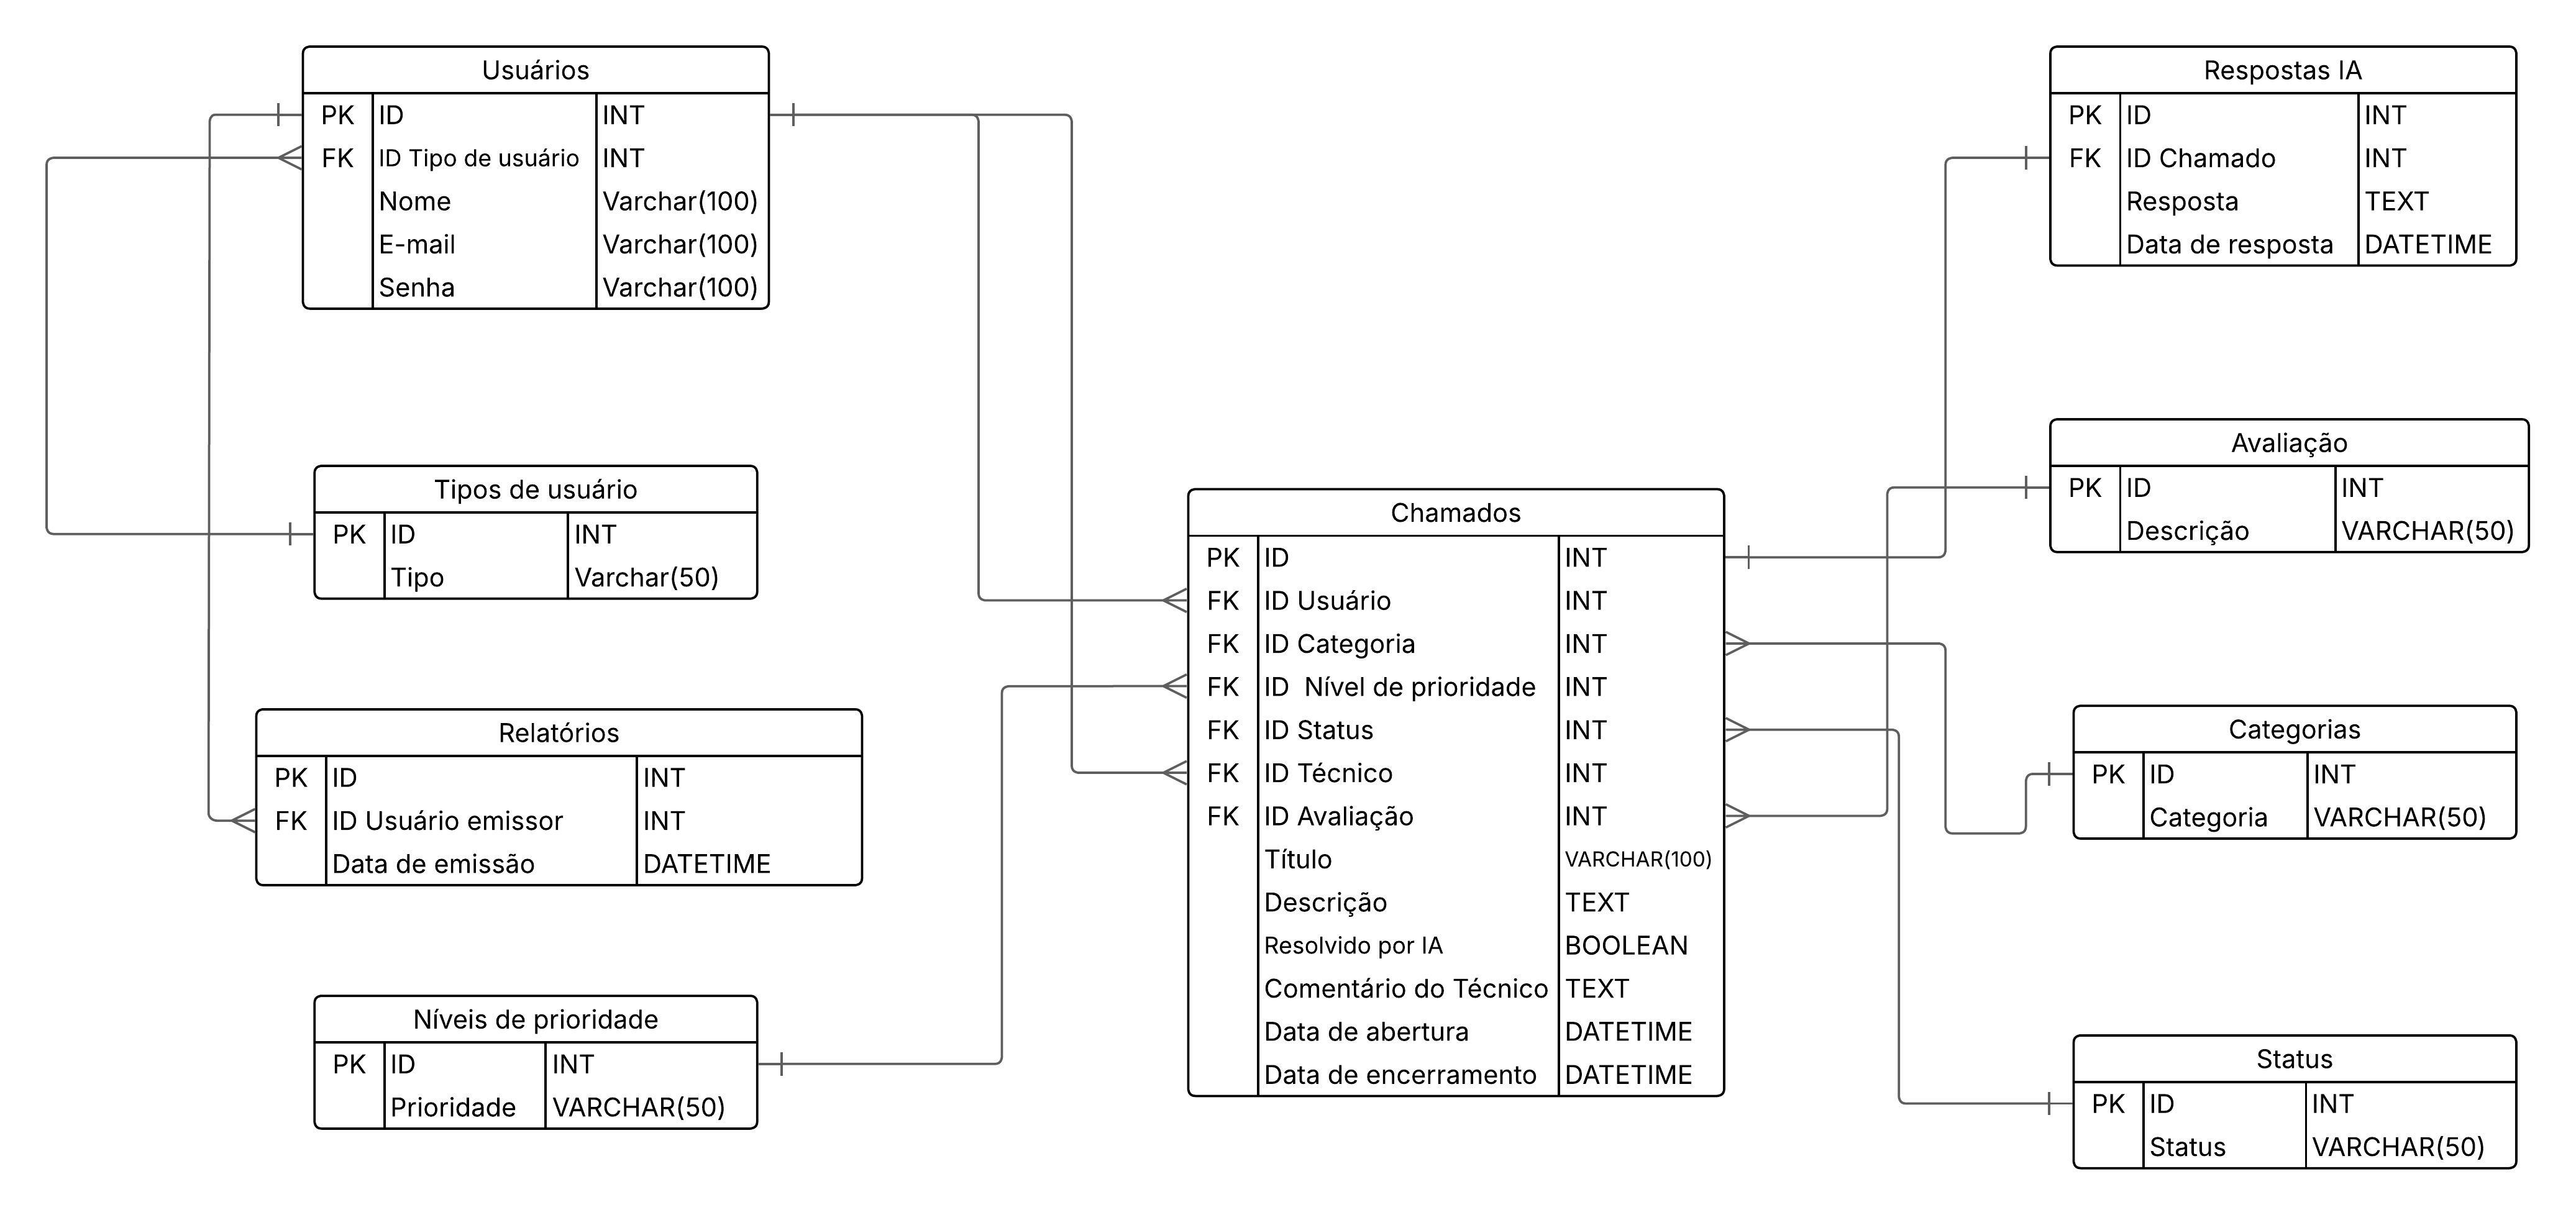 Usuários
PK ID INT
FK ID Tipo de usuário INT
Nome Varchar(100)
E-mail Varchar(100)
Senha Varchar(100)
Tipos de usuário
PK ID INT
Tipo Varchar(50)
Relatórios
PK ID INT
FK ID Usuário emissor INT
Data de emissão DATETIME
Níveis de prioridade
PK ID INT
Prioridade VARCHAR(50)
Chamados
PK ID INT
FK ID Usuário INT
FK ID Categoria INT
FK ID Nível de prioridade INT
FK ID Status INT
FK ID Técnico INT
FK ID Avaliação INT
Título VARCHAR(100)
Descrição TEXT
Resolvido por IA BOOLEAN
Comentário do Técnico TEXT
Data de abertura DATETIME
Data de encerramento DATETIME
Respostas IA
PK ID INT
FK ID Chamado INT
Resposta TEXT
Data de resposta DATETIME
Avaliação
PK ID INT
Descrição VARCHAR(50)
Categorias
PK ID INT
Categoria VARCHAR(50)
Status
PK ID INT
Status VARCHAR(50)